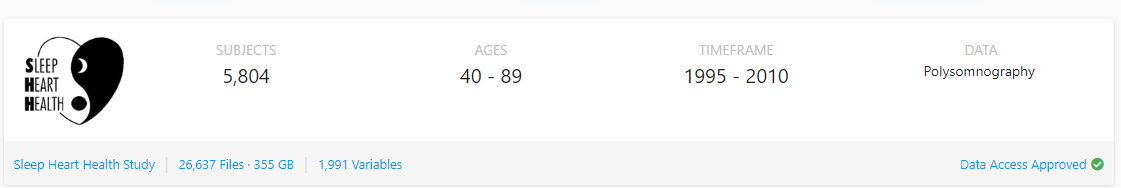 SLEEP
HEART
HEALTH
SUBJECTS
5,804
AGES
40 - 89
TIMEFRAME
1995 - 2010
DATA
Polysomnography
Sleep Heart Health Study
26,637 Files · 355 GB
1,991 Variables
Data Access Approved